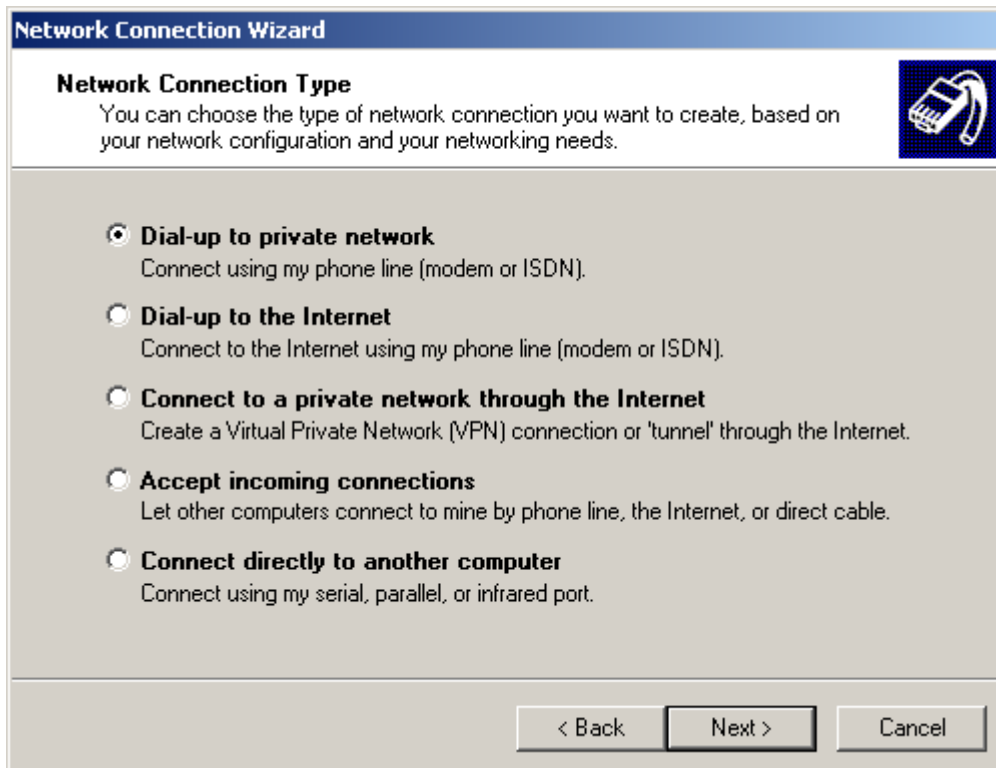 Network Connection Wizard
Network Connection Type
You can choose the type of network connection you want to create, based on
your network configuration and your networking needs.
Dial-up to private network
Connect using my phone line (modem or ISDN).
Dial-up to the Internet
Connect to the Internet using my phone line (modem or ISDN).
Connect to a private network through the Internet
Create a Virtual Private Network (VPN) connection or 'tunnel' through the Internet.
Accept incoming connections
Let other computers connect to mine by phone line, the Internet, or direct cable.
Connect directly to another computer
Connect using my serial, parallel, or infrared port.
< Back Next > Cancel